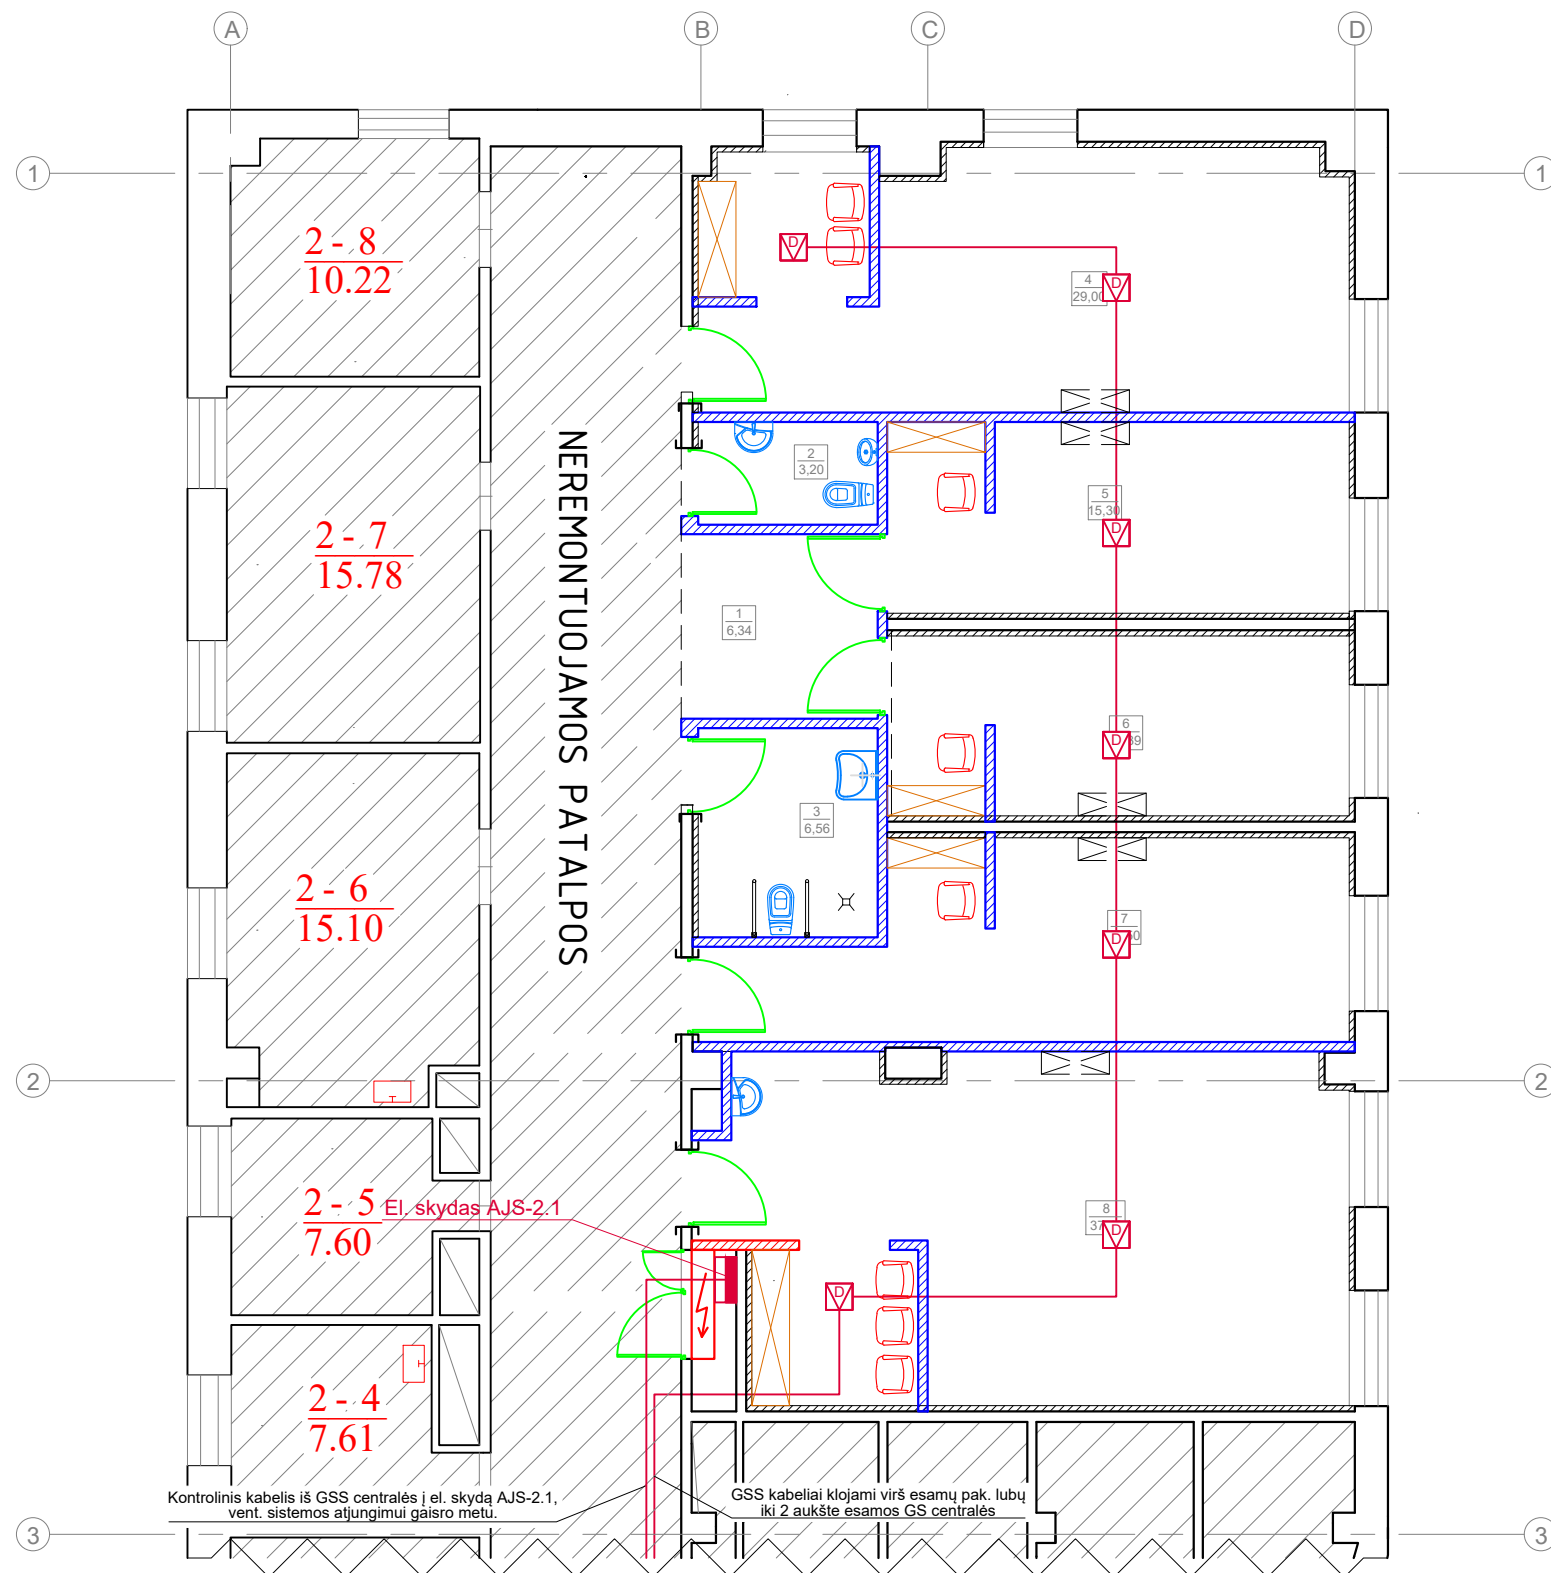 A
B
C
D
1
1
2 - 8
10.22
D
4
29,00
D
2
3,20
5
15,30
D
2 - 7
15.78
NEREMONTUOJAMOS PATALPOS
1
6,34
6
D
3
6,56
2 - 6
15.10
7
D
2
2
2 - 5
7.60
El. skydas AJS-2.1
8
D
D
2 - 4
7.61
Kontrolinis kabelis iš GSS centralės į el. skydą AJS-2.1,
vent. sistemos atjungimui gaisro metu.
GSS kabeliai klojami virš esamų pak. lubų
iki 2 aukšte esamos GS centralės
3
3